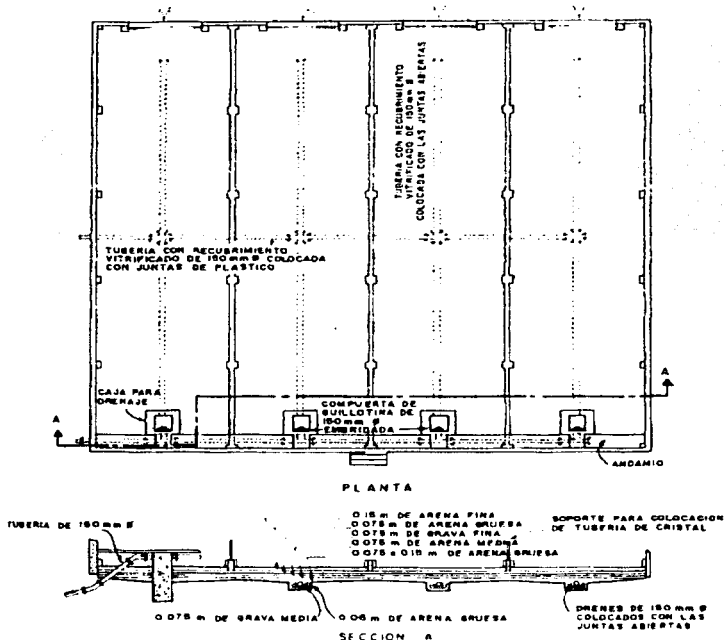 TUBERIA CON RECUBRIMIENTO
VITRIFICADO DE 150 mm Ø
COLOCADA CON LAS JUNTAS ABIERTAS
TUBERIA CON RECUBRIMIENTO
VITRIFICADO DE 150 mm Ø COLOCADA
CON JUNTAS DE PLASTICO
CAJA PARA
DRENAJE
COMPUERTA DE
GUILLOTINA DE
150 mm Ø
EMBRIDADA
A
A
ANDAMIO
PLANTA
TUBERIA DE 150 mm Ø
0.15 m DE ARENA FINA
0.075 m DE ARENA GRUESA
0.075 m DE GRAVA FINA
0.075 m DE ARENA MEDIA
0.075 a 0.015 m DE ARENA GRUESA
SOPORTE PARA COLOCACION
DE TUBERIA DE CRISTAL
0.075 m DE GRAVA MEDIA
0.06 m DE ARENA GRUESA
DRENES DE 150 mm Ø
COLOCADOS CON LAS
JUNTAS ABIERTAS
SECCION A